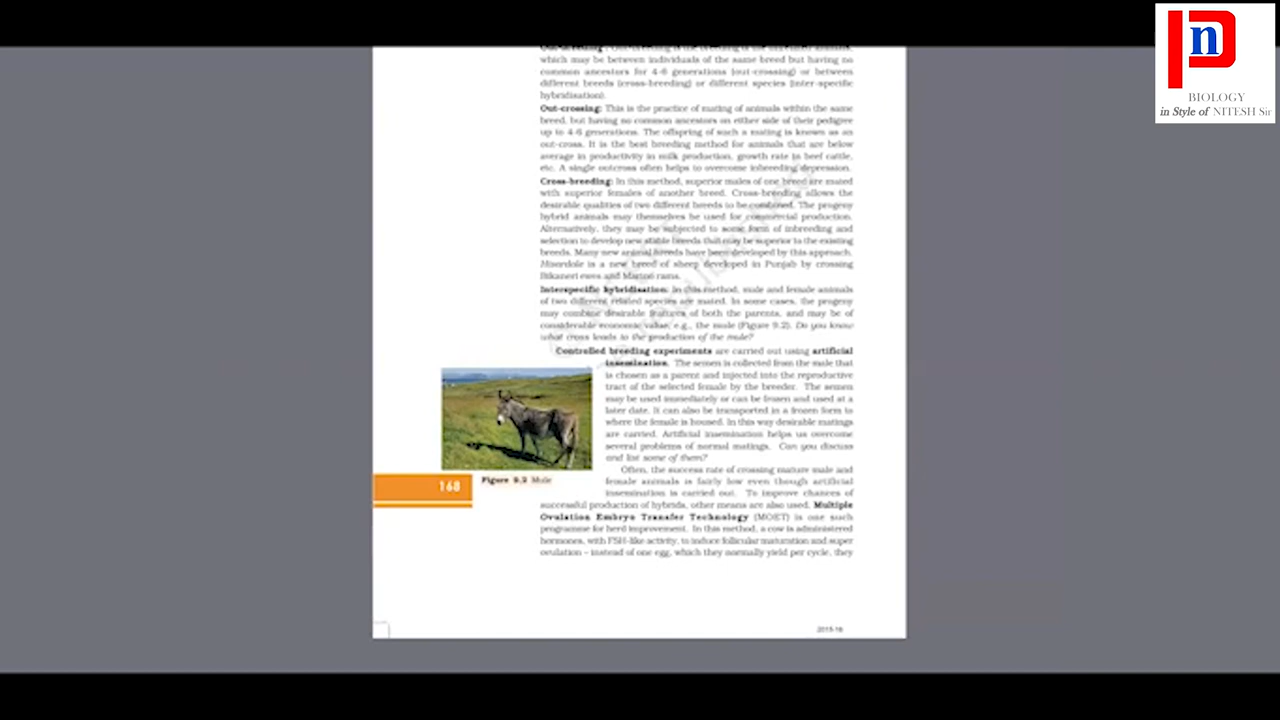 Out-breeding : Out-breeding is the breeding of the unrelated animals,
which may be between individuals of the same breed but having no
common ancestors for 4-6 generations (out-crossing) or between
different breeds (cross-breeding) or different species (inter-specific
hybridisation).
Out-crossing: This is the practice of mating of animals within the same
breed, but having no common ancestors on either side of their pedigree
up to 4-6 generations. The offspring of such a mating is known as an
out-cross. It is the best breeding method for animals that are below
average in productivity in milk production, growth rate in beef cattle,
etc. A single outcross often helps to overcome inbreeding depression.
Cross-breeding: In this method, superior males of one breed are mated
with superior females of another breed. Cross-breeding allows the
desirable qualities of two different breeds to be combined. The progeny
hybrid animals may themselves be used for commercial production.
Alternatively, they may be subjected to some form of inbreeding and
selection to develop new stable breeds that may be superior to the existing
breeds. Many new animal breeds have been developed by this approach.
Hisardale is a new breed of sheep developed in Punjab by crossing
Bikaneri ewes and Marino rams.
Interspecific hybridisation: In this method, male and female animals
of two different related species are mated. In some cases, the progeny
may combine desirable features of both the parents, and may be of
considerable economic value, e.g., the mule (Figure 9.2). Do you know
what cross leads to the production of the mule?
Controlled breeding experiments are carried out using artificial
insemination. The semen is collected from the male that
is chosen as a parent and injected into the reproductive
tract of the selected female by the breeder. The semen
may be used immediately or can be frozen and used at a
later date. It can also be transported in a frozen form to
where the female is housed. In this way desirable matings
are carried. Artificial insemination helps us overcome
several problems of normal matings. Can you discuss
and list some of them?
Often, the success rate of crossing mature male and
female animals is fairly low even though artificial
insemination is carried out. To improve chances of
successful production of hybrids, other means are also used. Multiple
Ovulation Embryo Transfer Technology (MOET) is one such
programme for herd improvement. In this method, a cow is administered
hormones, with FSH-like activity, to induce follicular maturation and super
ovulation – instead of one egg, which they normally yield per cycle, they
Figure 9.2 Mule
168
2015-16
Pn
BIOLOGY
in Style of NITESH Sir